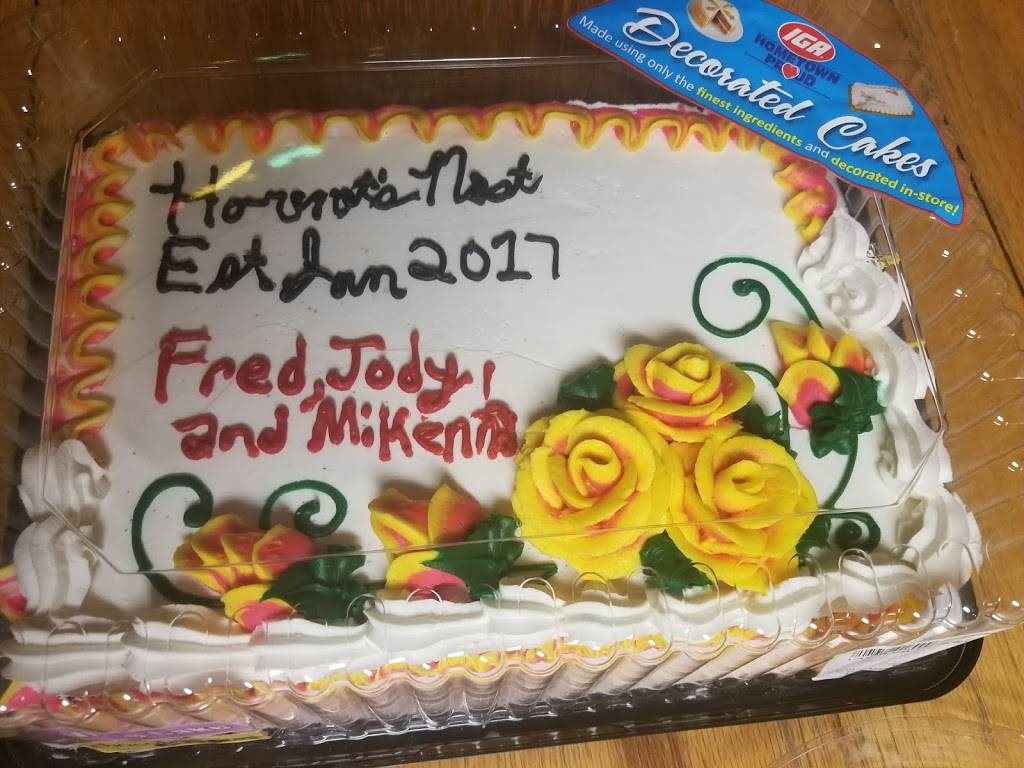 Hornet's Nest
Est Jan 2017
Fred, Jody,
and Mikenna
IGA
HOMETOWN
PROUD
Decorated Cakes
Made using only the finest ingredients and decorated in-store!